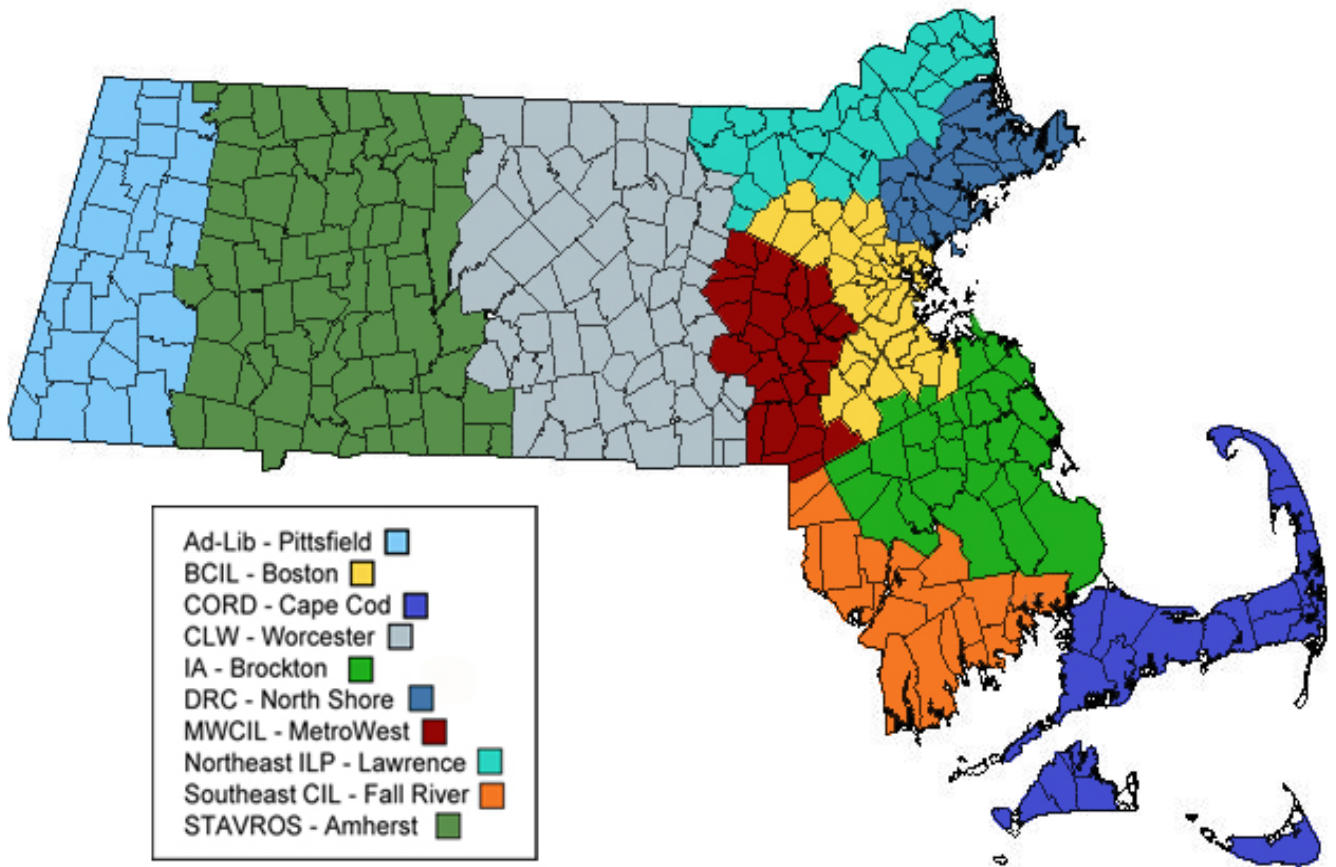 Ad-Lib - Pittsfield
BCIL - Boston
CORD - Cape Cod
CLW - Worcester
IA - Brockton
DRC - North Shore
MWCIL - MetroWest
Northeast ILP - Lawrence
Southeast CIL - Fall River
STAVROS - Amherst